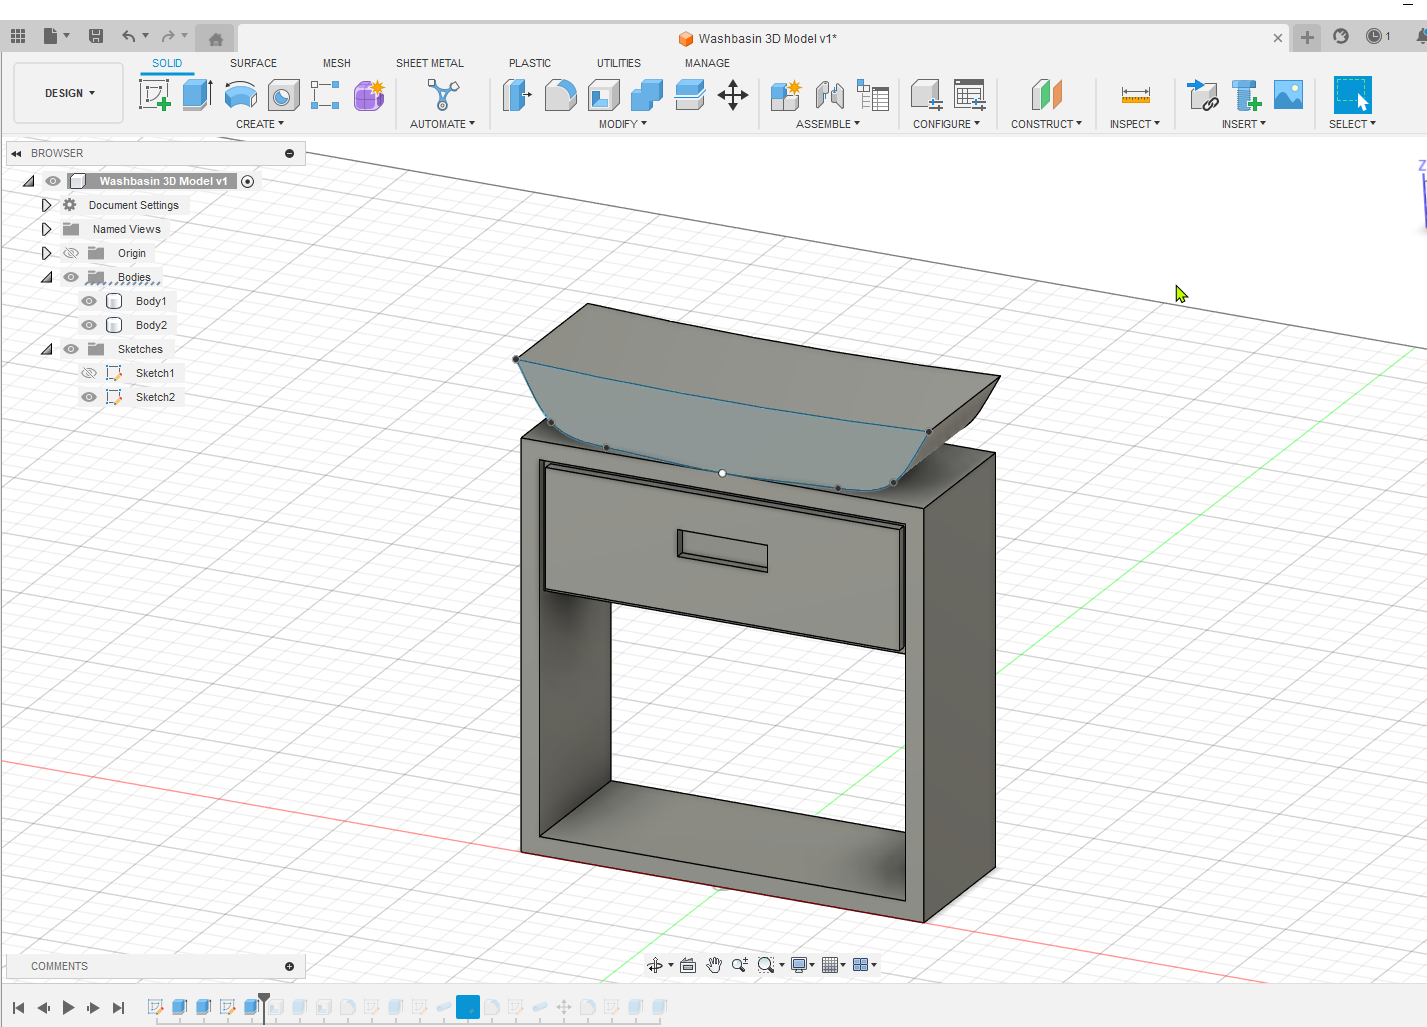 Washbasin 3D Model v1*
1
SOLID SURFACE MESH SHEET METAL PLASTIC UTILITIES MANAGE
DESIGN
CREATE AUTOMATE MODIFY ASSEMBLE CONFIGURE CONSTRUCT INSPECT INSERT SELECT
BROWSER
Washbasin 3D Model v1
Document Settings
Named Views
Origin
Bodies
Body1
Body2
Sketches
Sketch1
Sketch2
Z
COMMENTS